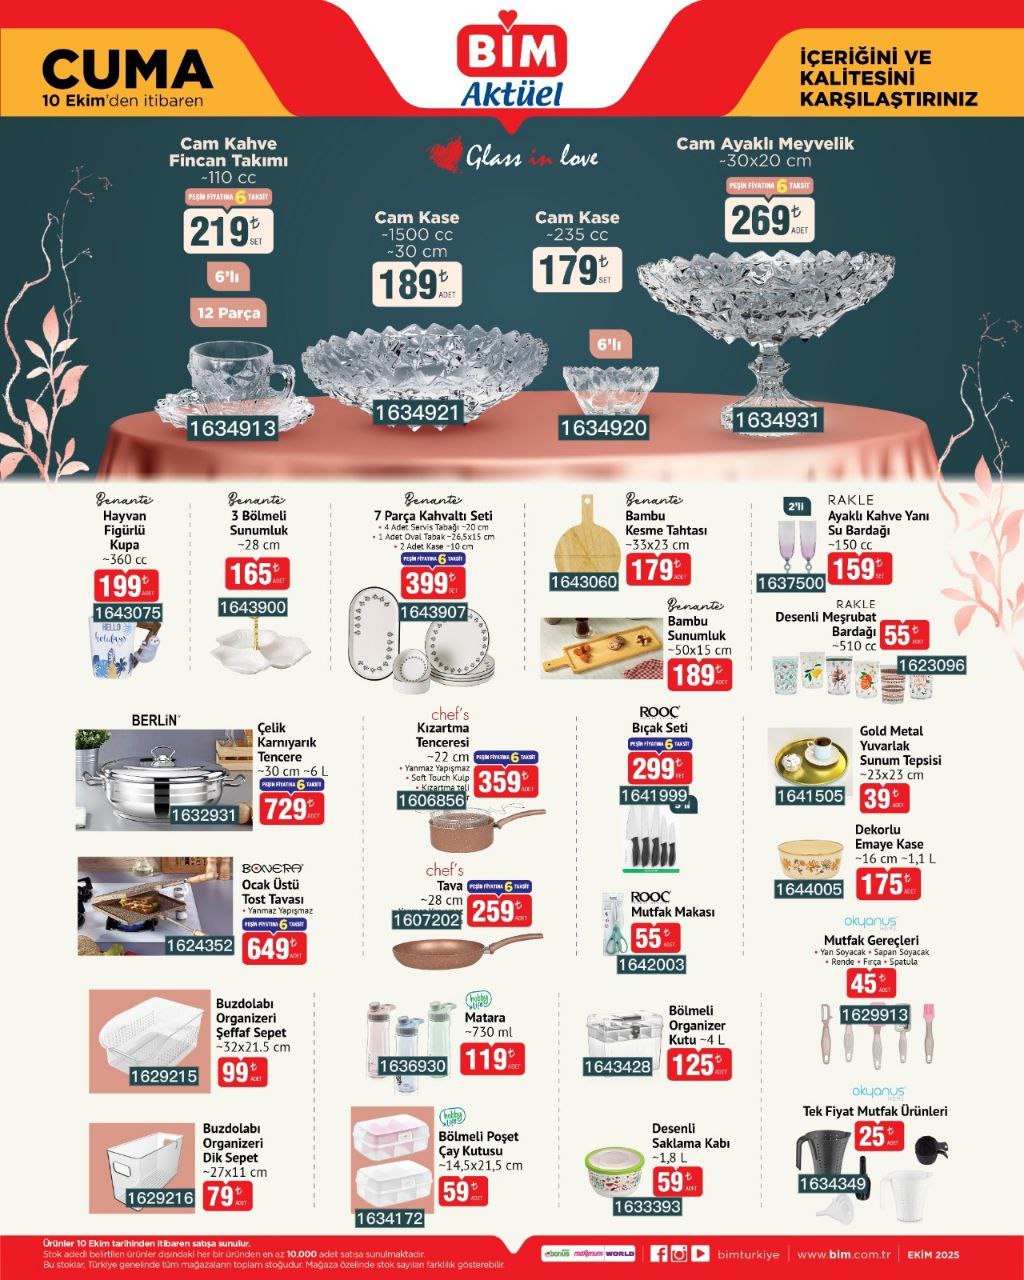 CUMA
10 Ekim'den itibaren
BİM
Aktüel
İÇERİĞİNİ VE
KALİTESİNİ
KARŞILAŞTIRINIZ
Glass in love
Cam Kahve
Fincan Takımı
~110 cc
PEŞİN FİYATINA 6 TAKSİT
219₺
SET
6'lı
12 Parça
1634913
Cam Kase
~1500 cc
~30 cm
189₺
ADET
1634921
Cam Kase
~235 cc
179₺
SET
6'lı
1634920
Cam Ayaklı Meyvelik
~30x20 cm
PEŞİN FİYATINA 6 TAKSİT
269₺
ADET
1634931
Benante
Hayvan
Figürlü
Kupa
~360 cc
199₺
ADET
1643075
HELLO
holidays
Benante
3 Bölmeli
Sunumluk
~28 cm
165₺
ADET
1643900
Benante
7 Parça Kahvaltı Seti
• 4 Adet Servis Tabağı ~20 cm
• 1 Adet Oval Tabak ~26,5x15 cm
• 2 Adet Kase ~10 cm
PEŞİN FİYATINA 6 TAKSİT
399₺
SET
1643907
Benante
Bambu
Kesme Tahtası
~33x23 cm
179₺
ADET
1643060
Benante
Bambu
Sunumluk
~50x15 cm
189₺
ADET
2'li
RAKLE
Ayaklı Kahve Yanı
Su Bardağı
~150 cc
159₺
SET
1637500
RAKLE
Desenli Meşrubat
Bardağı
~510 cc
55₺
ADET
1623096
BERLİN
Çelik
Karnıyarık
Tencere
~30 cm ~6 L
PEŞİN FİYATINA 6 TAKSİT
729₺
ADET
1632931
chef's
Kızartma
Tenceresi
~22 cm
• Yanmaz Yapışmaz
• Soft Touch Kulp
• Kızartma teli
PEŞİN FİYATINA 6 TAKSİT
359₺
ADET
1606856
ROOC
Bıçak Seti
PEŞİN FİYATINA 6 TAKSİT
299₺
SET
1641999
Gold Metal
Yuvarlak
Sunum Tepsisi
~23x23 cm
39₺
ADET
1641505
Dekorlu
Emaye Kase
~16 cm ~1,1 L
175₺
ADET
1644005
BONERA
Ocak Üstü
Tost Tavası
• Yanmaz Yapışmaz
PEŞİN FİYATINA 6 TAKSİT
649₺
ADET
1624352
chef's
Tava
~28 cm
PEŞİN FİYATINA 6 TAKSİT
259₺
ADET
1607202
ROOC
Mutfak Makası
55₺
ADET
1642003
okyanus
HOME
Mutfak Gereçleri
• Yan Soyacak • Sapan Soyacak
• Rende • Fırça • Spatula
45₺
ADET
1629913
Buzdolabı
Organizeri
Şeffaf Sepet
~32x21.5 cm
99₺
ADET
1629215
hobby life
Matara
~730 ml
119₺
ADET
1636930
Bölmeli
Organizer
Kutu ~4 L
125₺
ADET
1643428
okyanus
HOME
Tek Fiyat Mutfak Ürünleri
25₺
ADET
1634349
Buzdolabı
Organizeri
Dik Sepet
~27x11 cm
79₺
ADET
1629216
hobby life
Bölmeli Poşet
Çay Kutusu
~14,5x21,5 cm
59₺
ADET
1634172
Desenli
Saklama Kabı
~1,8 L
59₺
ADET
1633393
Ürünler 10 Ekim tarihinden itibaren satışa sunulur.
Stok adedi belirtilen ürünler dışındaki her bir üründen en az 10.000 adet satışa sunulmaktadır.
Bu stoklar, Türkiye genelinde tüm mağazaların toplam stoğudur. Mağaza özelinde stok sayıları farklılık gösterebilir.
bonus maximum WORLD
bimturkiye
www.bim.com.tr
EKİM 2025